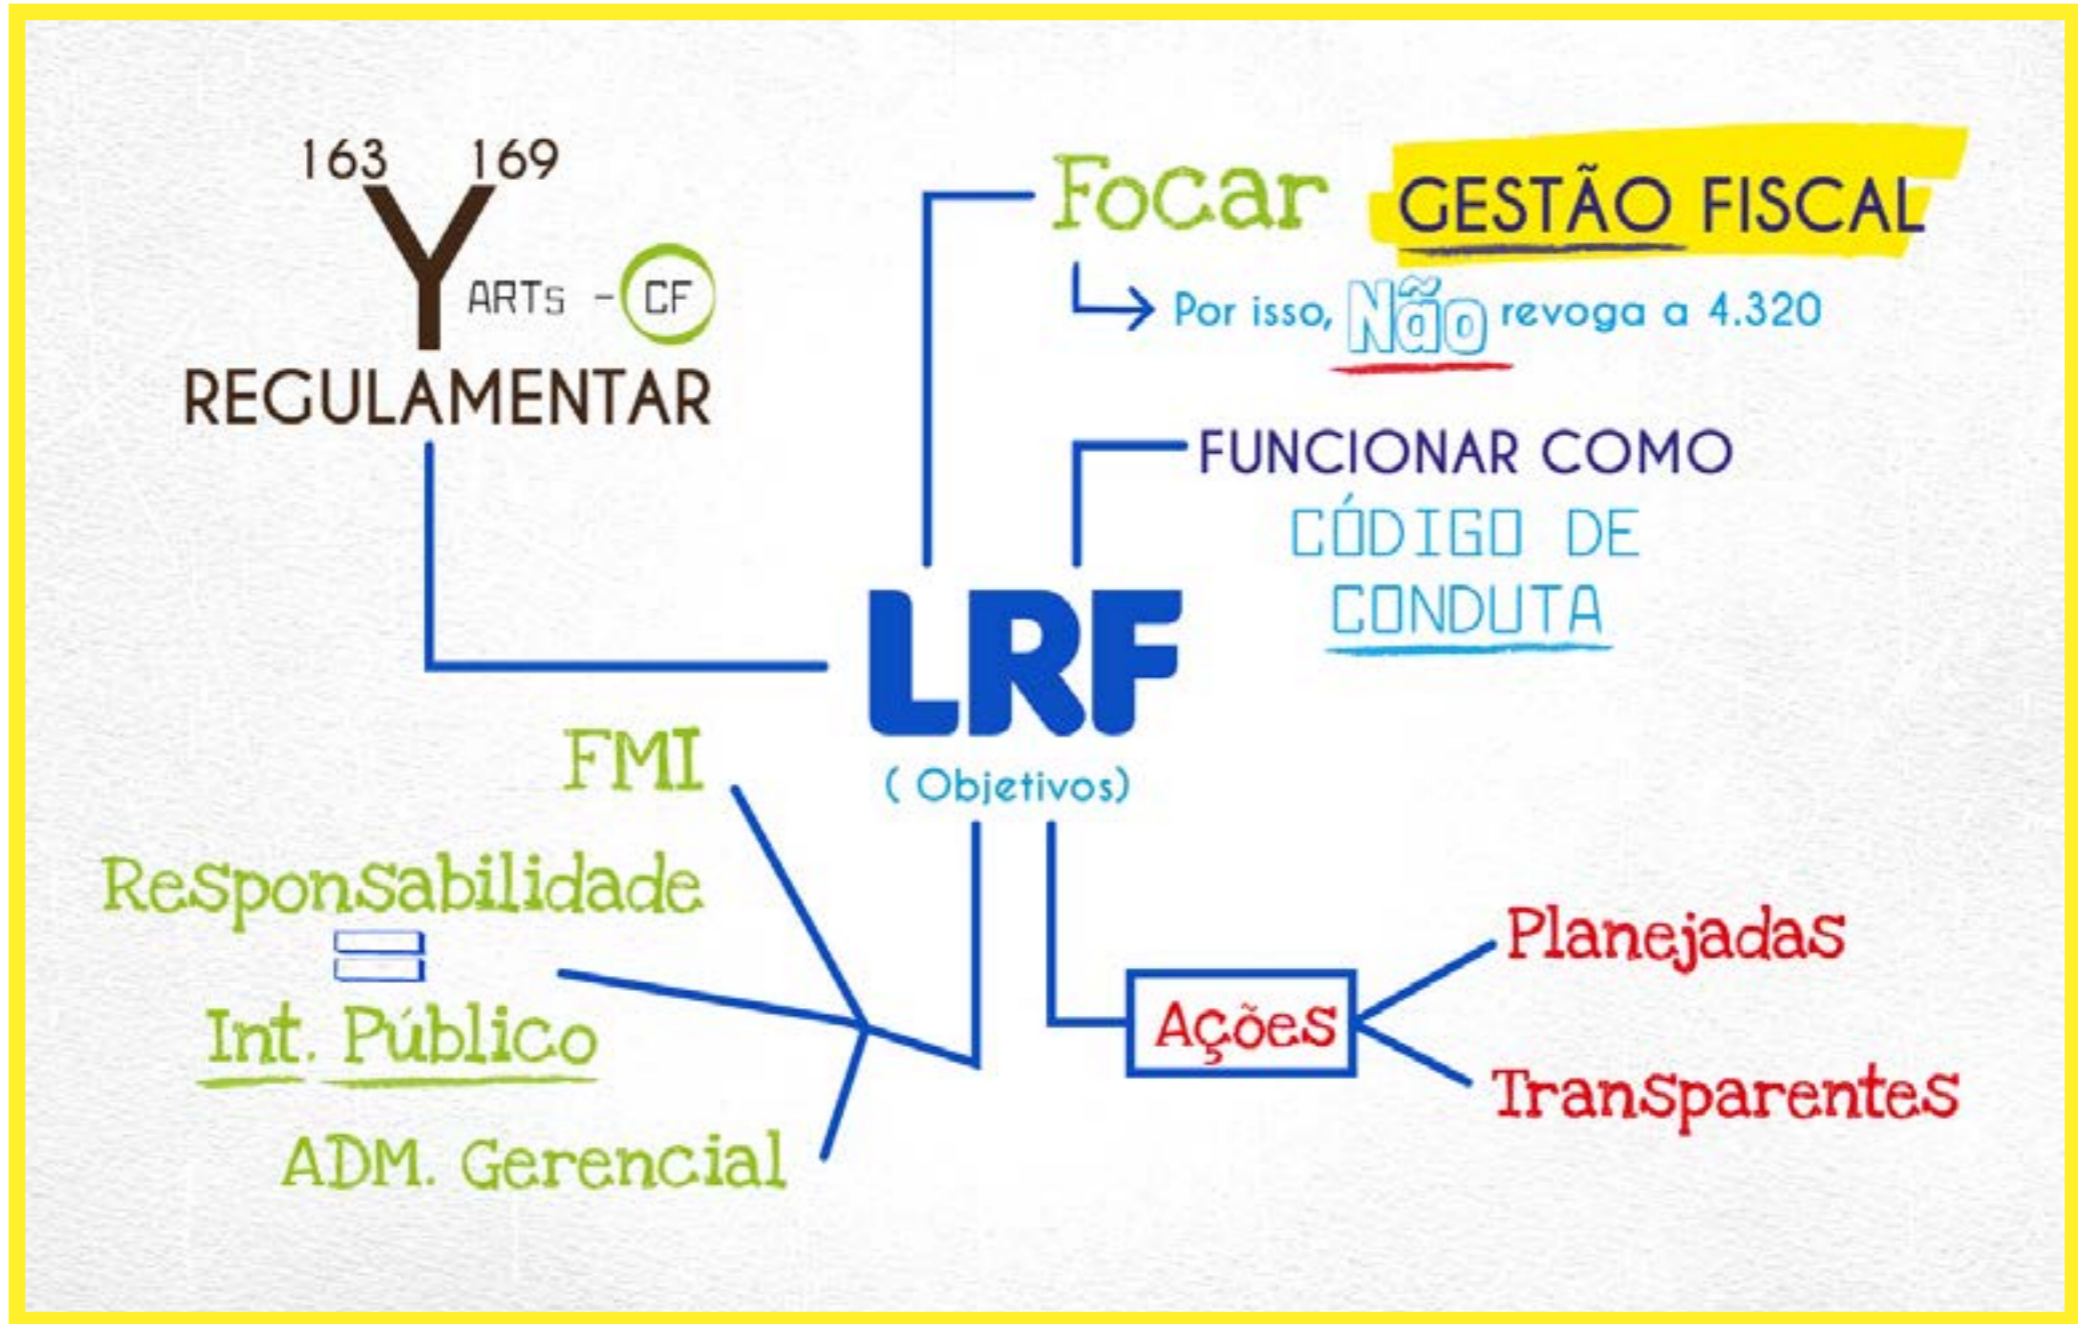 163 169
ARTs - CF
REGULAMENTAR
Focar GESTÃO FISCAL
Por isso, Não revoga a 4.320
FUNCIONAR COMO
CÓDIGO DE
CONDUTA
LRF
( Objetivos)
FMI
Responsabilidade
=
Int. Público
ADM. Gerencial
Ações
Planejadas
Transparentes